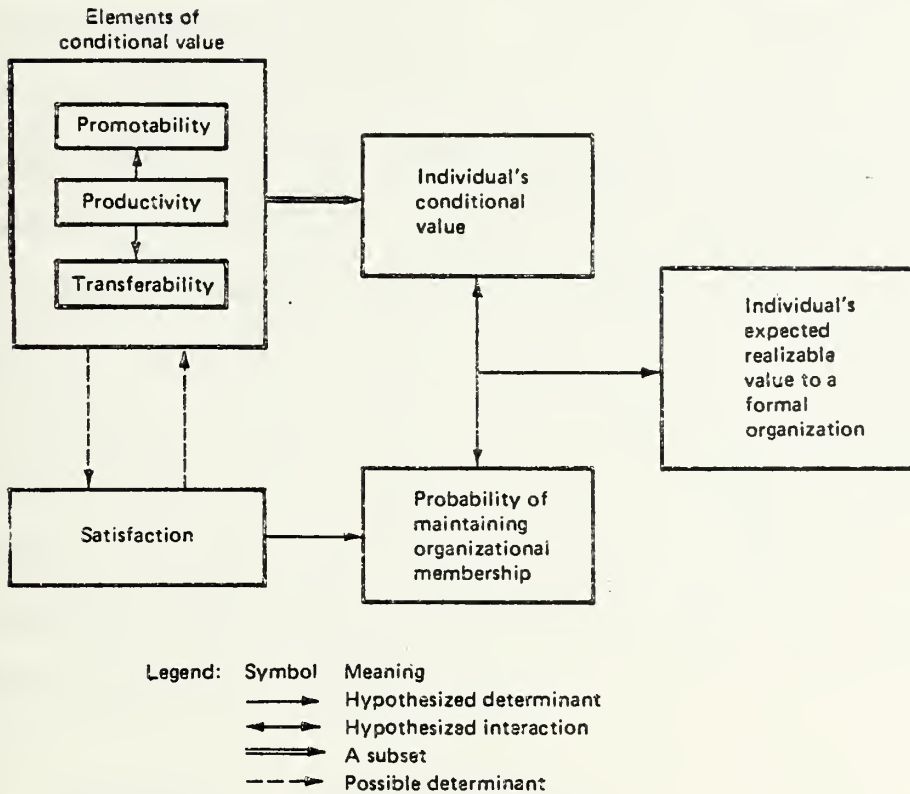 Elements of
conditional value
Promotability
Productivity
Transferability
Individual's
conditional
value
Individual's
expected
realizable
value to a
formal
organization
Satisfaction
Probability of
maintaining
organizational
membership
Legend: Symbol Meaning
Hypothesized determinant
Hypothesized interaction
A subset
Possible determinant